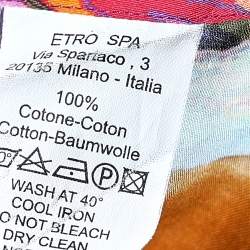 ETRO SPA
Via Spartaco , 3
20135 Milano - Italia
100%
Cotone-Coton
Cotton-Baumwolle
WASH AT 40°
COOL IRON
DO NOT BLEACH
DRY CLEAN